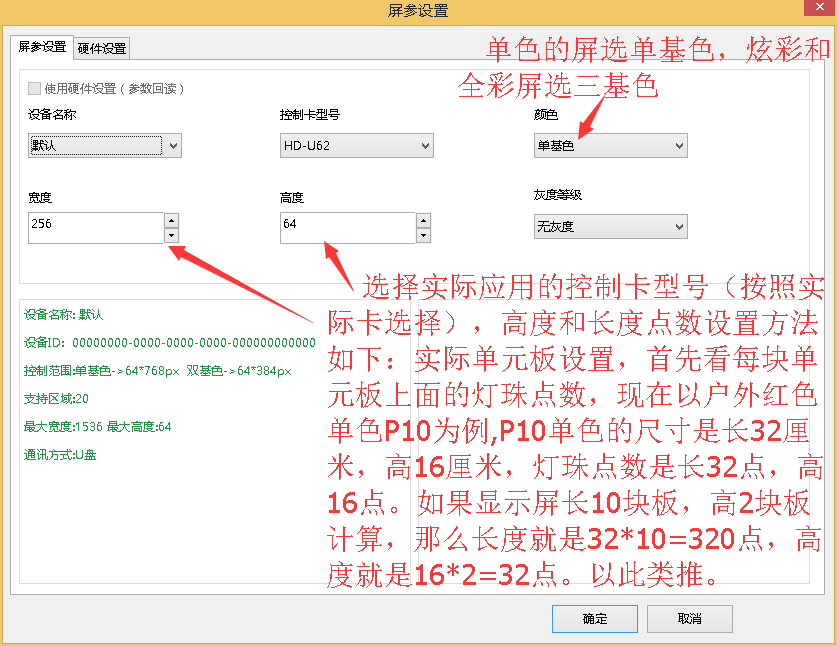 屏参设置
屏参设置 硬件设置
单色的屏选单基色，炫彩和
全彩屏选三基色
使用硬件设置（参数回读）
设备名称 控制卡型号 颜色
默认 HD-U62 单基色
宽度 高度 灰度等级
256 64 无灰度
选择实际应用的控制卡型号（按照实
际卡选择），高度和长度点数设置方法
如下：实际单元板设置，首先看每块单
元板上面的灯珠点数，现在以户外红色
单色P10为例,P10单色的尺寸是长32厘
米，高16厘米，灯珠点数是长32点，高
16点。如果显示屏长10块板，高2块板
计算，那么长度就是32*10=320点，高
度就是16*2=32点。以此类推。
设备名称: 默认
设备ID: 00000000-0000-0000-0000-000000000000
控制范围:单基色->64*768px 双基色->64*384px
支持区域:20
最大宽度:1536 最大高度:64
通讯方式:U盘
确定 取消